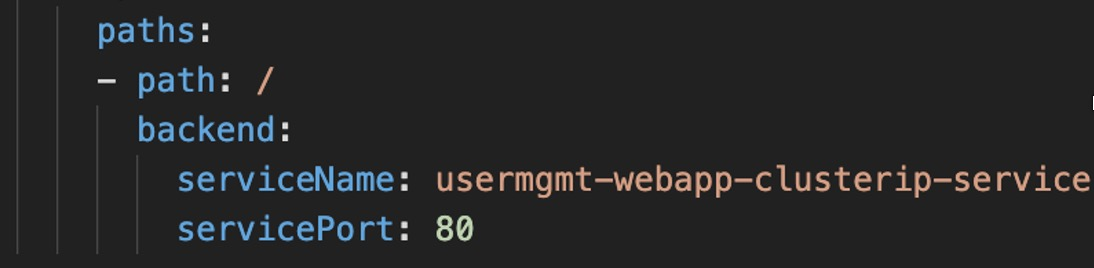 paths:
- path: /
backend:
serviceName: usermgmt-webapp-clusterip-service
servicePort: 80